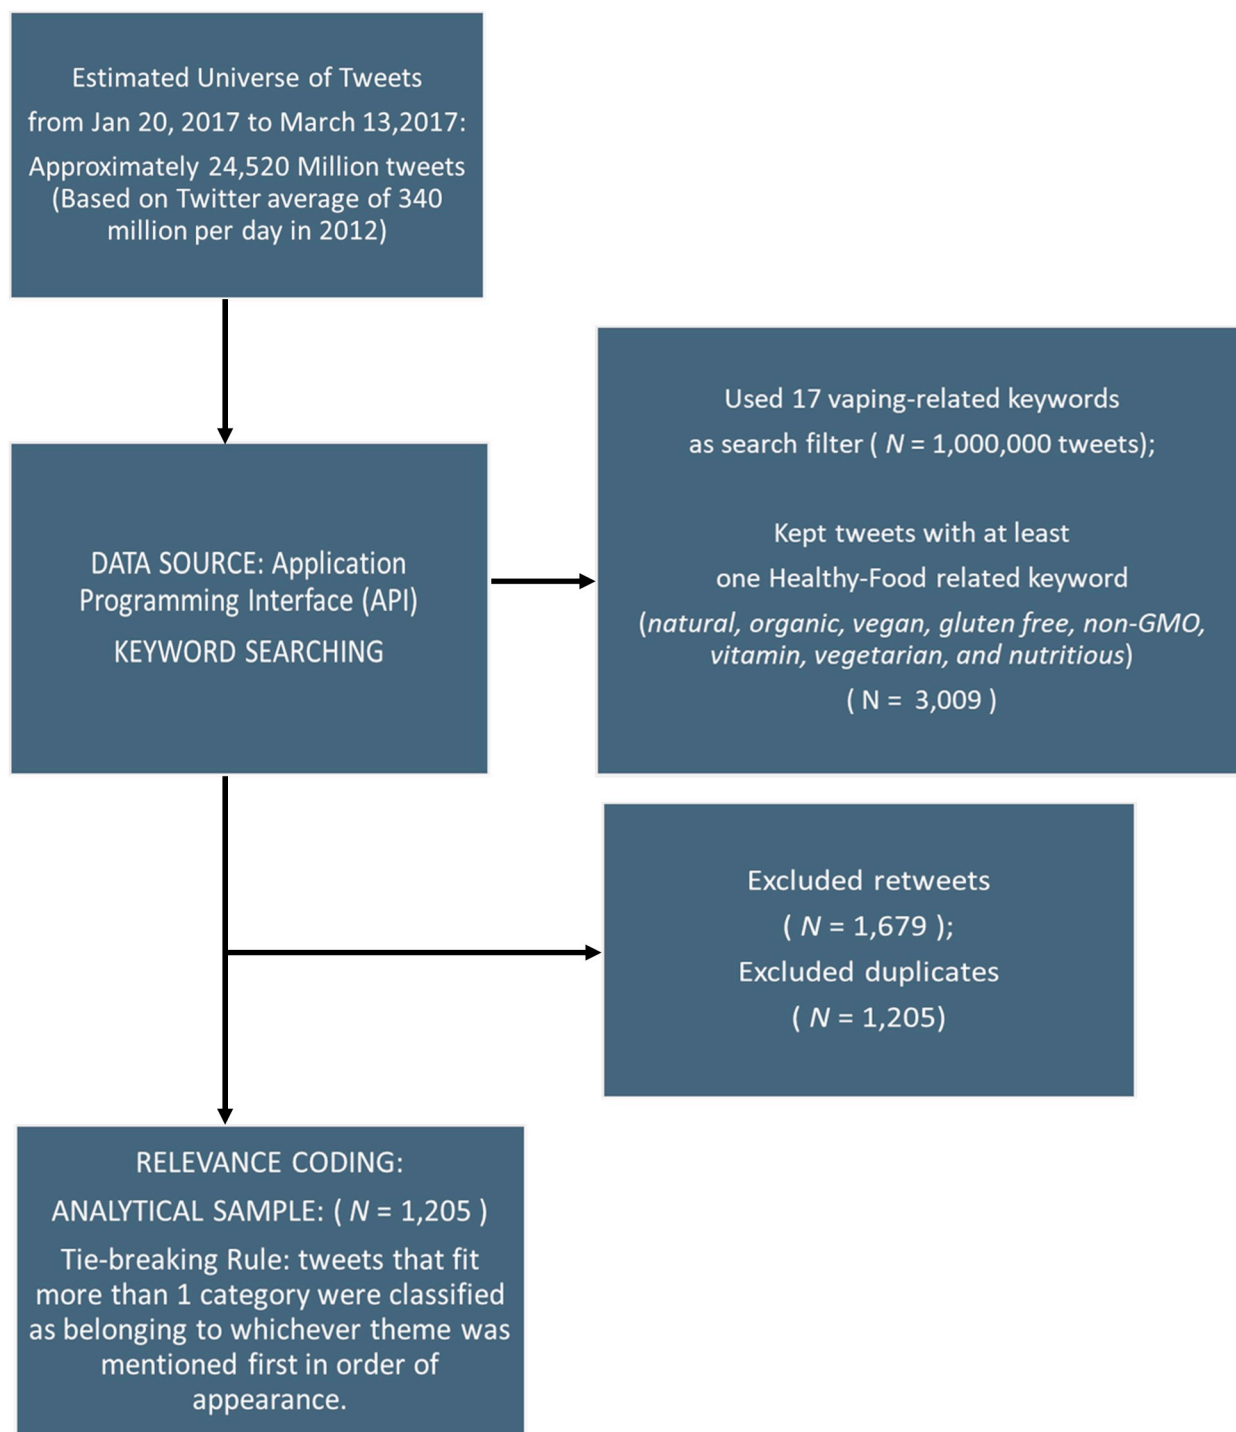 Estimated Universe of Tweets
from Jan 20, 2017 to March 13,2017:
Approximately 24,520 Million tweets
(Based on Twitter average of 340
million per day in 2012)
Used 17 vaping-related keywords
as search filter ( N = 1,000,000 tweets);
Kept tweets with at least
one Healthy-Food related keyword
(natural, organic, vegan, gluten free, non-GMO,
vitamin, vegetarian, and nutritious)
( N = 3,009 )
DATA SOURCE: Application
Programming Interface (API)
KEYWORD SEARCHING
Excluded retweets
( N = 1,679 );
Excluded duplicates
( N = 1,205)
RELEVANCE CODING:
ANALYTICAL SAMPLE: ( N = 1,205 )
Tie-breaking Rule: tweets that fit
more than 1 category were classified
as belonging to whichever theme was
mentioned first in order of
appearance.